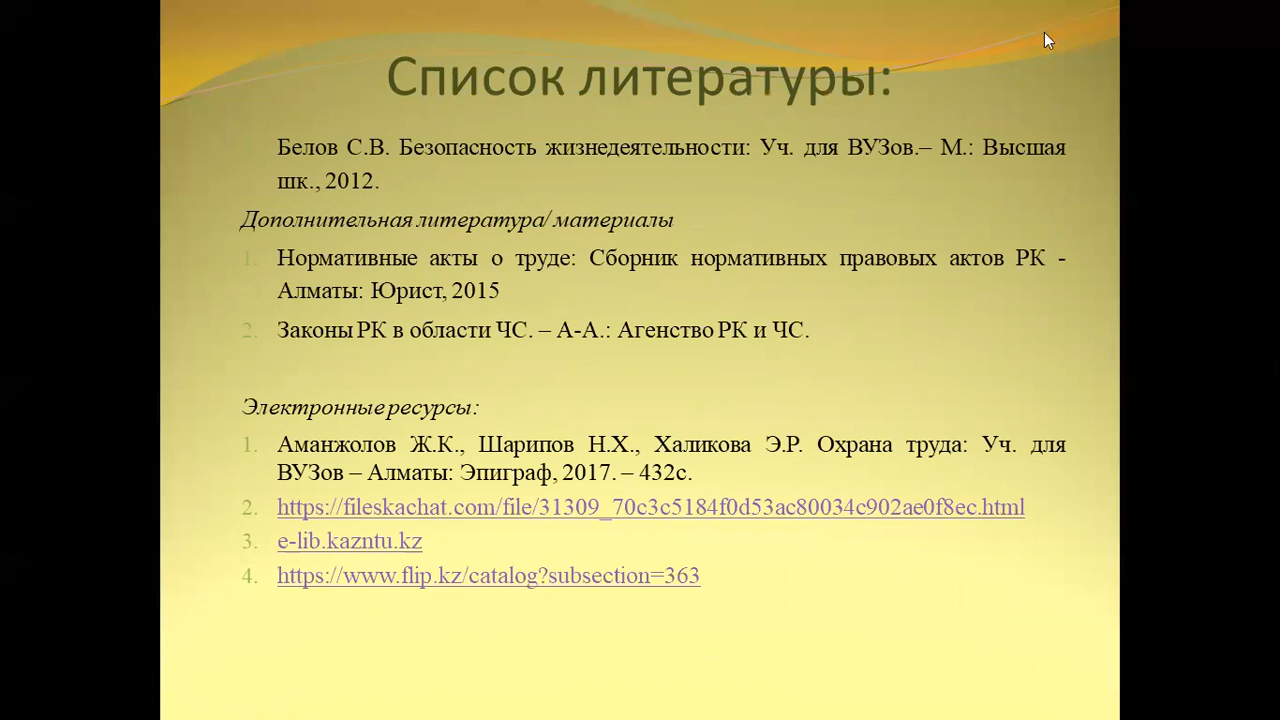 Список литературы:
Белов С.В. Безопасность жизнедеятельности: Уч. для ВУЗов.– М.: Высшая
шк., 2012.
Дополнительная литература/ материалы
1. Нормативные акты о труде: Сборник нормативных правовых актов РК -
Алматы: Юрист, 2015
2. Законы РК в области ЧС. – А-А.: Агенство РК и ЧС.
Электронные ресурсы:
1. Аманжолов Ж.К., Шарипов Н.Х., Халикова Э.Р. Охрана труда: Уч. для
ВУЗов – Алматы: Эпиграф, 2017. – 432с.
2. https://fileskachat.com/file/31309_70c3c5184f0d53ac80034c902ae0f8ec.html
3. e-lib.kazntu.kz
4. https://www.flip.kz/catalog?subsection=363